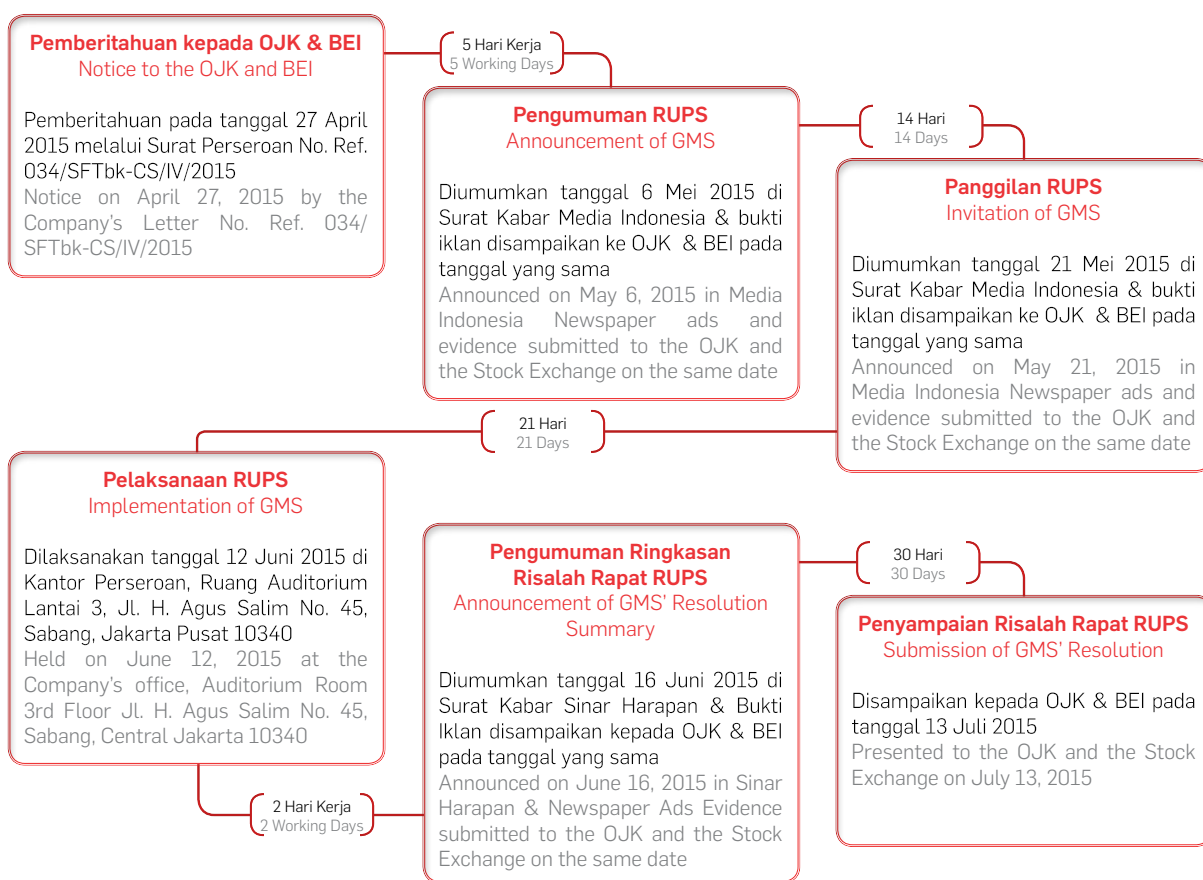 Pemberitahuan kepada OJK & BEI
Notice to the OJK and BEI
Pemberitahuan pada tanggal 27 April
2015 melalui Surat Perseroan No. Ref.
034/SFTbk-CS/IV/2015
Notice on April 27, 2015 by the
Company's Letter No. Ref. 034/
SFTbk-CS/IV/2015
5 Hari Kerja
5 Working Days
Pengumuman RUPS
Announcement of GMS
Diumumkan tanggal 6 Mei 2015 di
Surat Kabar Media Indonesia & bukti
iklan disampaikan ke OJK & BEI pada
tanggal yang sama
Announced on May 6, 2015 in Media
Indonesia Newspaper ads and
evidence submitted to the OJK and
the Stock Exchange on the same date
14 Hari
14 Days
Panggilan RUPS
Invitation of GMS
Diumumkan tanggal 21 Mei 2015 di
Surat Kabar Media Indonesia & bukti
iklan disampaikan ke OJK & BEI pada
tanggal yang sama
Announced on May 21, 2015 in
Media Indonesia Newspaper ads and
evidence submitted to the OJK and
the Stock Exchange on the same date
21 Hari
21 Days
Pelaksanaan RUPS
Implementation of GMS
Dilaksanakan tanggal 12 Juni 2015 di
Kantor Perseroan, Ruang Auditorium
Lantai 3, Jl. H. Agus Salim No. 45,
Sabang, Jakarta Pusat 10340
Held on June 12, 2015 at the
Company's office, Auditorium Room
3rd Floor Jl. H. Agus Salim No. 45,
Sabang, Central Jakarta 10340
2 Hari Kerja
2 Working Days
Pengumuman Ringkasan
Risalah Rapat RUPS
Announcement of GMS' Resolution
Summary
Diumumkan tanggal 16 Juni 2015 di
Surat Kabar Sinar Harapan & Bukti
Iklan disampaikan kepada OJK & BEI
pada tanggal yang sama
Announced on June 16, 2015 in Sinar
Harapan & Newspaper Ads Evidence
submitted to the OJK and the Stock
Exchange on the same date
30 Hari
30 Days
Penyampaian Risalah Rapat RUPS
Submission of GMS' Resolution
Disampaikan kepada OJK & BEI pada
tanggal 13 Juli 2015
Presented to the OJK and the Stock
Exchange on July 13, 2015